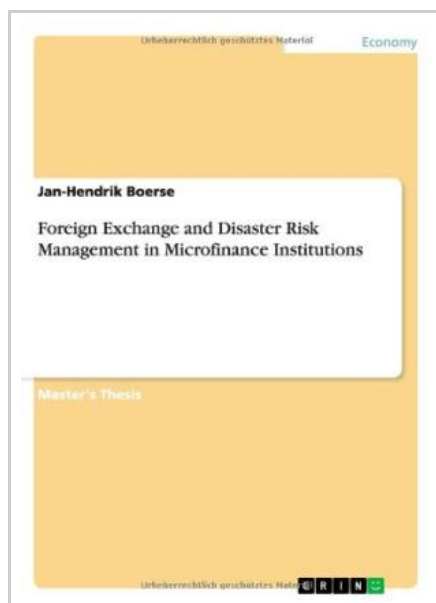 Urheberrechtlich geschütztes Material
Economy
Jan-Hendrik Boerse
Foreign Exchange and Disaster Risk
Management in Microfinance Institutions
Master's Thesis
Urheberrechtlich geschütztes
GRIN